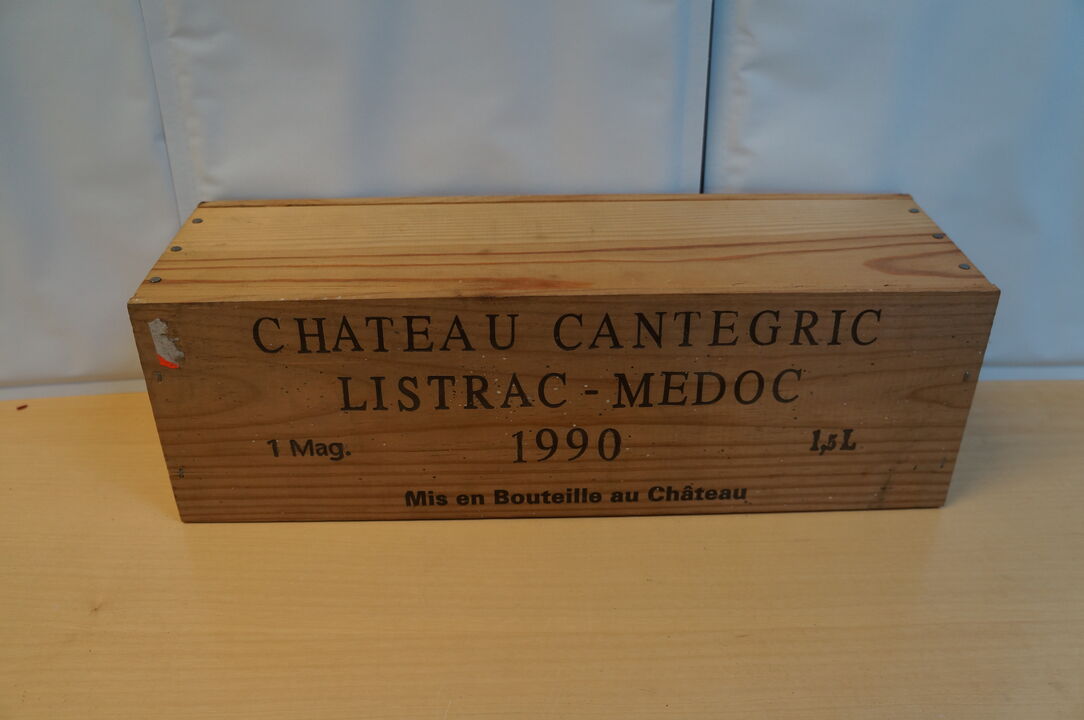 CHATEAU CANTEGRIC
LISTRAC - MEDOC
1 Mag. 1990 1,5L
Mis en Bouteille au Château